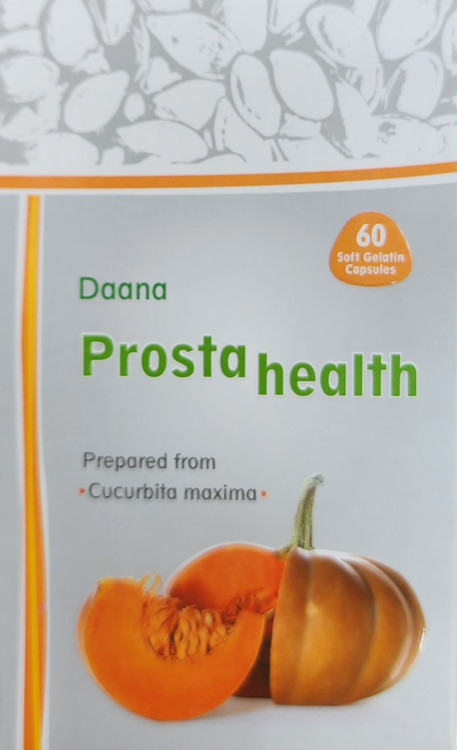 60
Soft Gelatin
Capsules
Daana
Prosta health
Prepared from
•Cucurbita maxima•